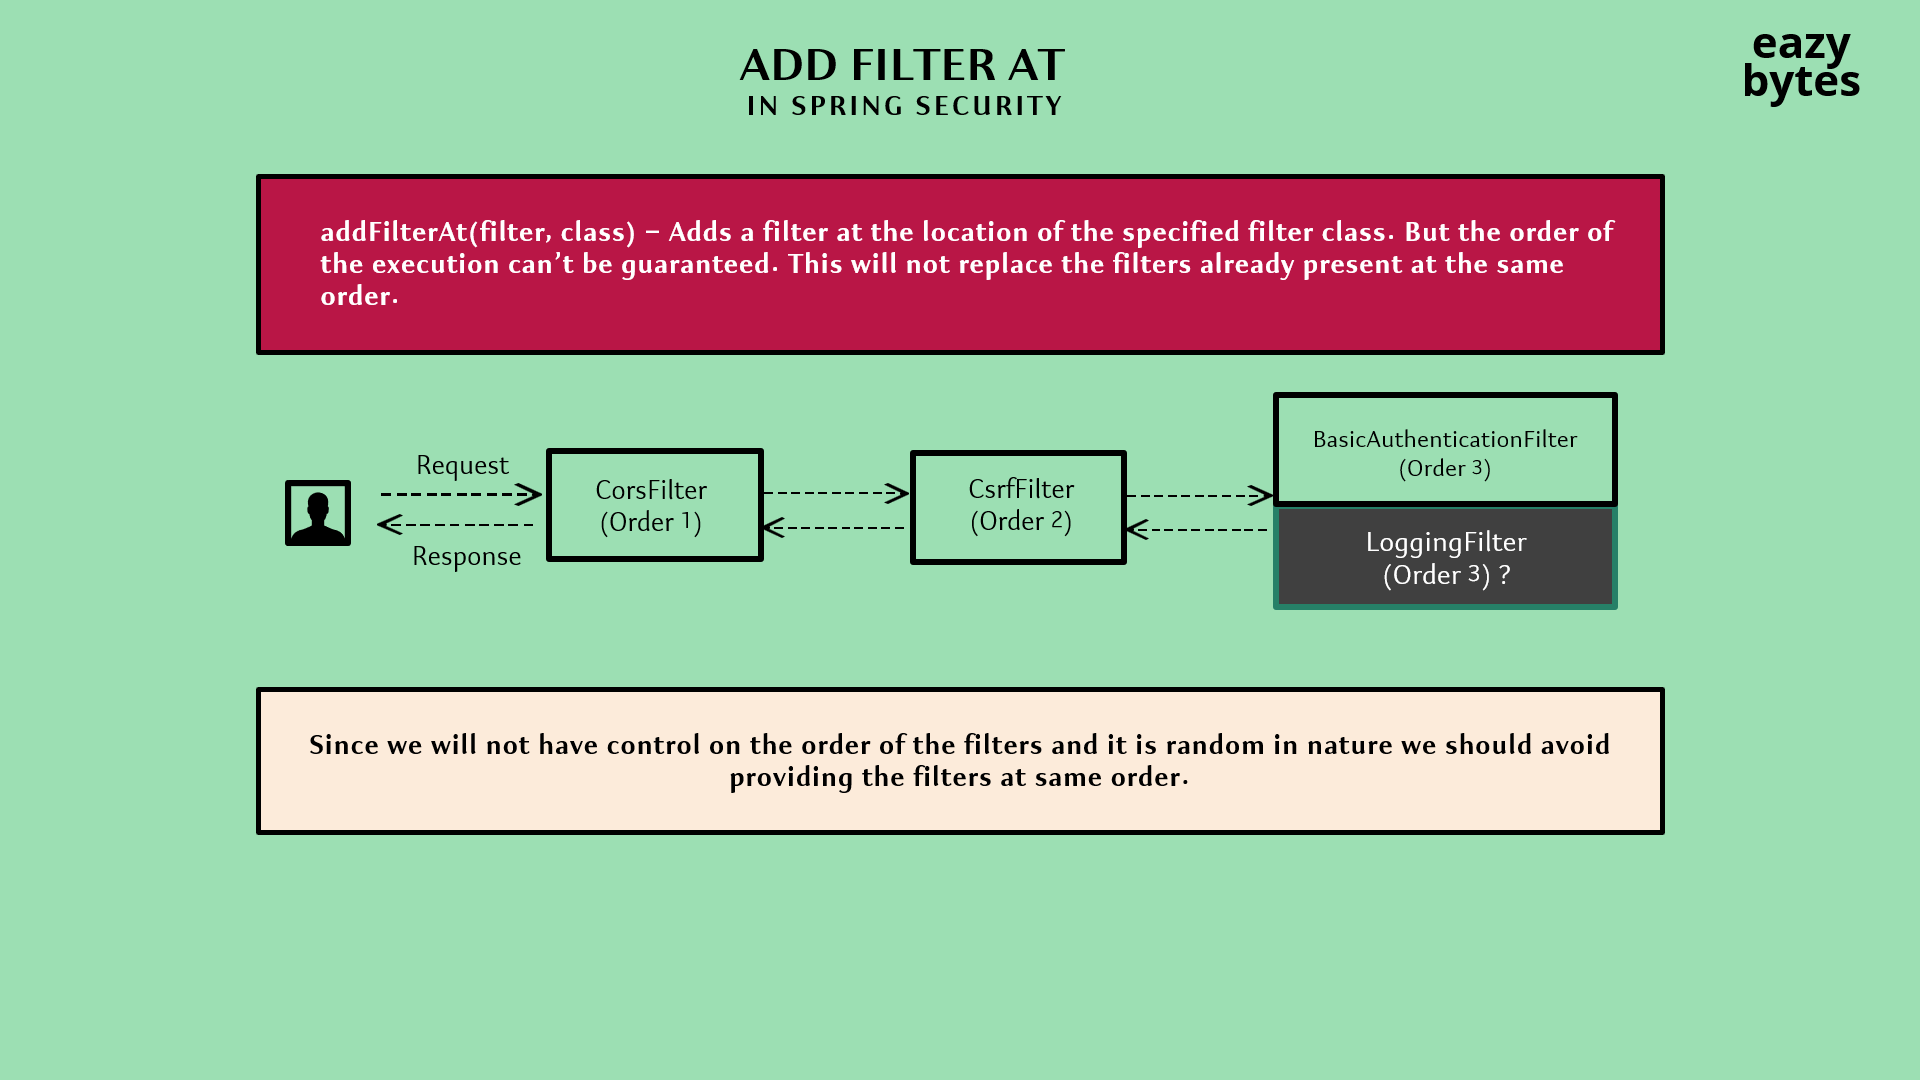 ADD FILTER AT
IN SPRING SECURITY
eazy
bytes
addFilterAt(filter, class) – Adds a filter at the location of the specified filter class. But the order of
the execution can’t be guaranteed. This will not replace the filters already present at the same
order.
Request
Response
CorsFilter
(Order 1)
CsrfFilter
(Order 2)
BasicAuthenticationFilter
(Order 3)
LoggingFilter
(Order 3) ?
Since we will not have control on the order of the filters and it is random in nature we should avoid
providing the filters at same order.